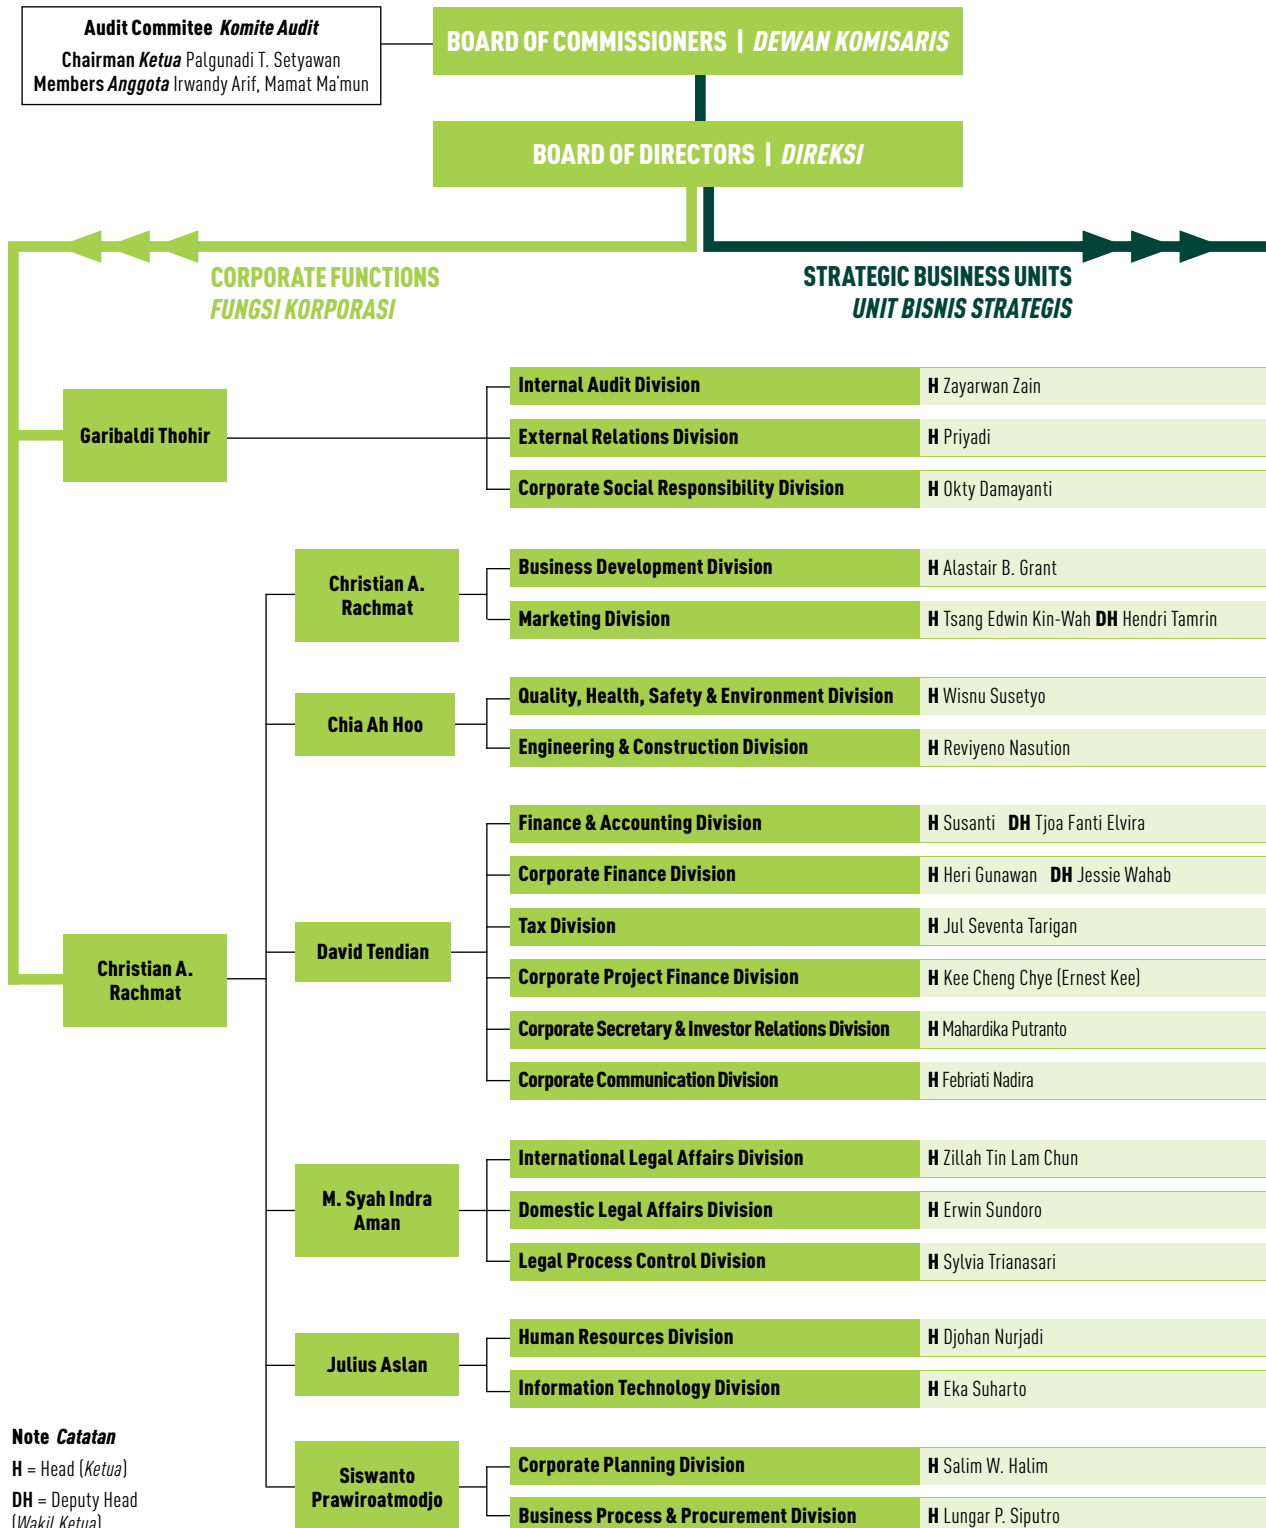 Audit Commitee Komite Audit
Chairman Ketua Palgunadi T. Setyawan
Members Anggota Irwandy Arif, Mamat Ma'mun
BOARD OF COMMISSIONERS | DEWAN KOMISARIS
BOARD OF DIRECTORS | DIREKSI
CORPORATE FUNCTIONS
FUNGSI KORPORASI
STRATEGIC BUSINESS UNITS
UNIT BISNIS STRATEGIS
Garibaldi Thohir
Internal Audit Division H Zayarwan Zain
External Relations Division H Priyadi
Corporate Social Responsibility Division H Okty Damayanti
Christian A.
Rachmat
Christian A.
Rachmat
Business Development Division H Alastair B. Grant
Marketing Division H Tsang Edwin Kin-Wah DH Hendri Tamrin
Chia Ah Hoo
Quality, Health, Safety & Environment Division H Wisnu Susetyo
Engineering & Construction Division H Reviyeno Nasution
David Tendian
Finance & Accounting Division H Susanti DH Tjoa Fanti Elvira
Corporate Finance Division H Heri Gunawan DH Jessie Wahab
Tax Division H Jul Seventa Tarigan
Corporate Project Finance Division H Kee Cheng Chye (Ernest Kee)
Corporate Secretary & Investor Relations Division H Mahardika Putranto
Corporate Communication Division H Febriati Nadira
M. Syah Indra
Aman
International Legal Affairs Division H Zillah Tin Lam Chun
Domestic Legal Affairs Division H Erwin Sundoro
Legal Process Control Division H Sylvia Trianasari
Julius Aslan
Human Resources Division H Djohan Nurjadi
Information Technology Division H Eka Suharto
Siswanto
Prawiroatmodjo
Corporate Planning Division H Salim W. Halim
Business Process & Procurement Division H Lungar P. Siputro
Note Catatan
H = Head (Ketua)
DH = Deputy Head
(Wakil Ketua)